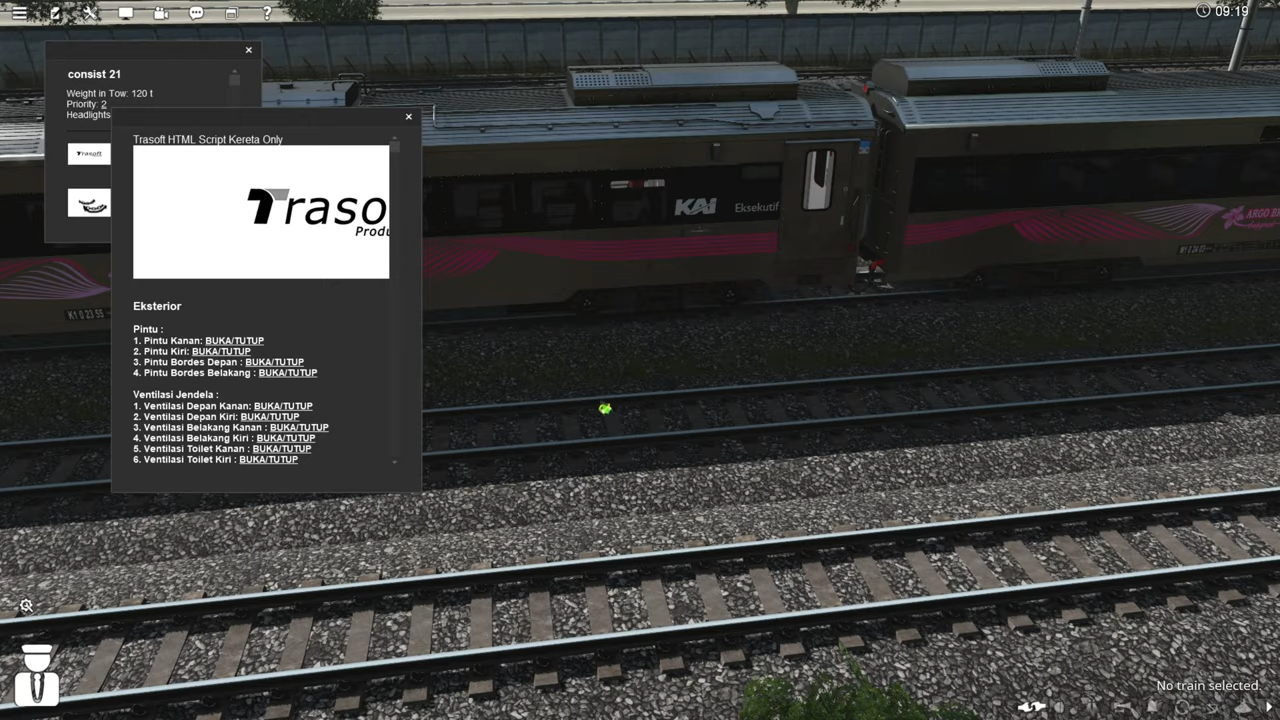 09.19
consist 21
Weight in Tow: 120 t
Priority: 2
Headlights
Trasoft
Trasoft HTML Script Kereta Only
Traso
Produ
Eksterior
Pintu :
1. Pintu Kanan: BUKA/TUTUP
2. Pintu Kiri: BUKA/TUTUP
3. Pintu Bordes Depan : BUKA/TUTUP
4. Pintu Bordes Belakang : BUKA/TUTUP
Ventilasi Jendela :
1. Ventilasi Depan Kanan: BUKA/TUTUP
2. Ventilasi Depan Kiri: BUKA/TUTUP
3. Ventilasi Belakang Kanan : BUKA/TUTUP
4. Ventilasi Belakang Kiri : BUKA/TUTUP
5. Ventilasi Toilet Kanan : BUKA/TUTUP
6. Ventilasi Toilet Kiri : BUKA/TUTUP
KAI Eksekutif
ARGO B
No train selected.